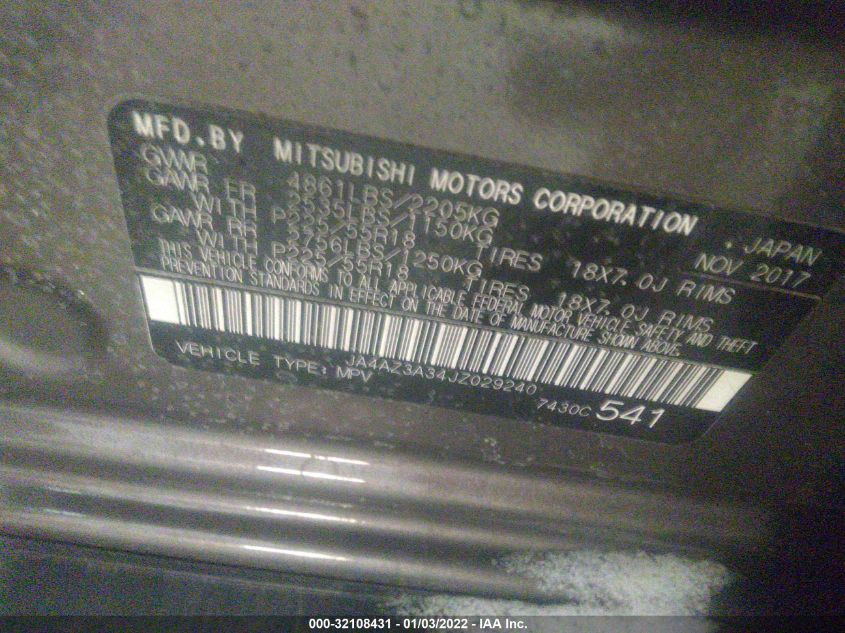 MFD.BY MITSUBISHI MOTORS CORPORATION, JAPAN
GVWR 4861LBS/2205KG NOV 2017
GAWR FR 2535LBS/1150KG
WITH P225/55R18 TIRES 18X7.0J RIMS
GAWR RR 2756LBS/1250KG
WITH P225/55R18 TIRES 18X7.0J RIMS
THIS VEHICLE CONFORMS TO ALL APPLICABLE FEDERAL MOTOR VEHICLE SAFETY AND THEFT
PREVENTION STANDARDS IN EFFECT ON THE DATE OF MANUFACTURE SHOWN ABOVE.
JA4AZ3A34JZ029240
VEHICLE TYPE: MPV 7430C 541
000-32108431 - 01/03/2022 - IAA Inc.